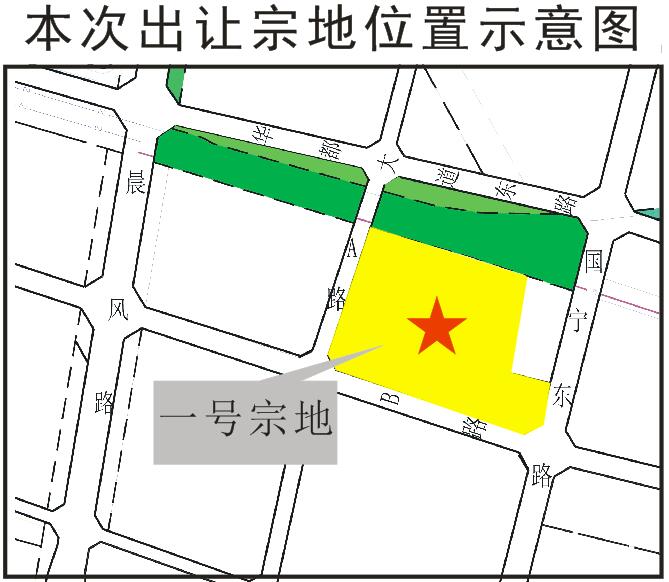 本次出让宗地位置示意图
华都大道东路
晨风路
A路
国宁东路
B路
一号宗地